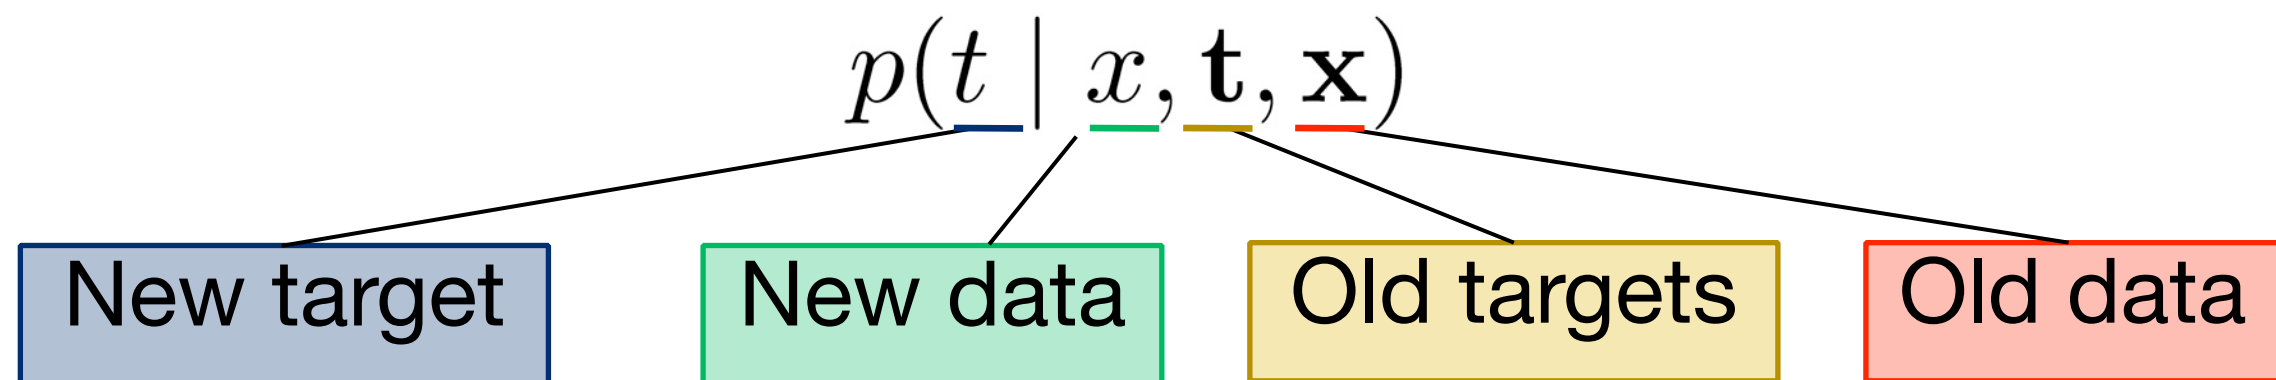 p(t | x, t, x)
New target
New data
Old targets
Old data